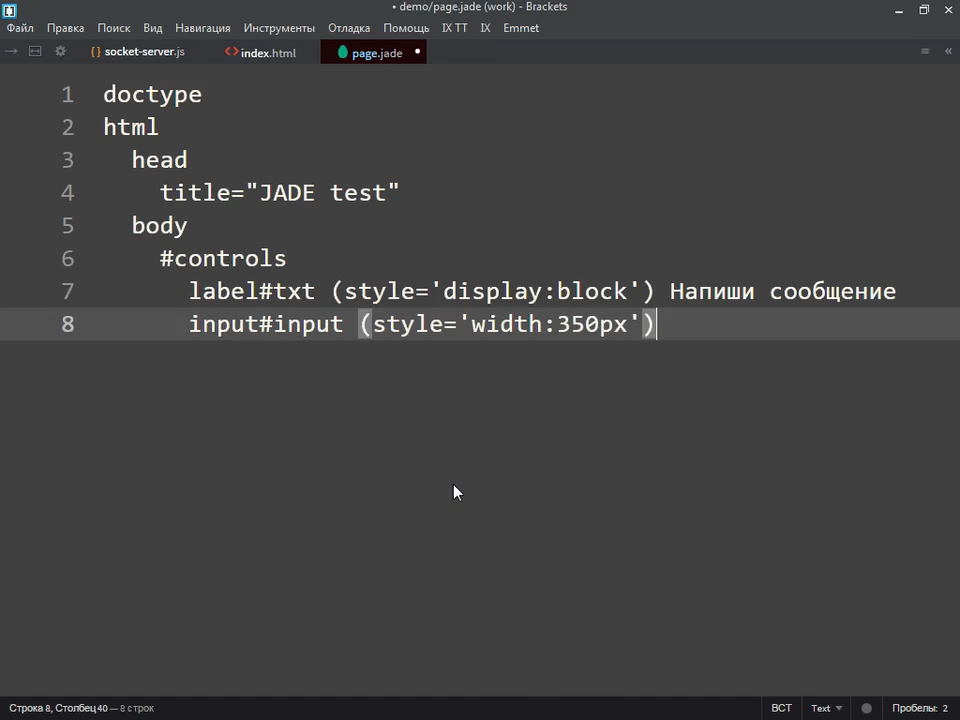 • demo/page.jade (work) - Brackets
Файл Правка Поиск Вид Навигация Инструменты Отладка Помощь IX TT IX Emmet
{} socket-server.js <> index.html page.jade •
1 doctype
2 html
3 head
4 title="JADE test"
5 body
6 #controls
7 label#txt (style='display:block') Напиши сообщение
8 input#input (style='width:350px')
Строка 8, Столбец 40 — 8 строк ВСТ Text Пробелы: 2